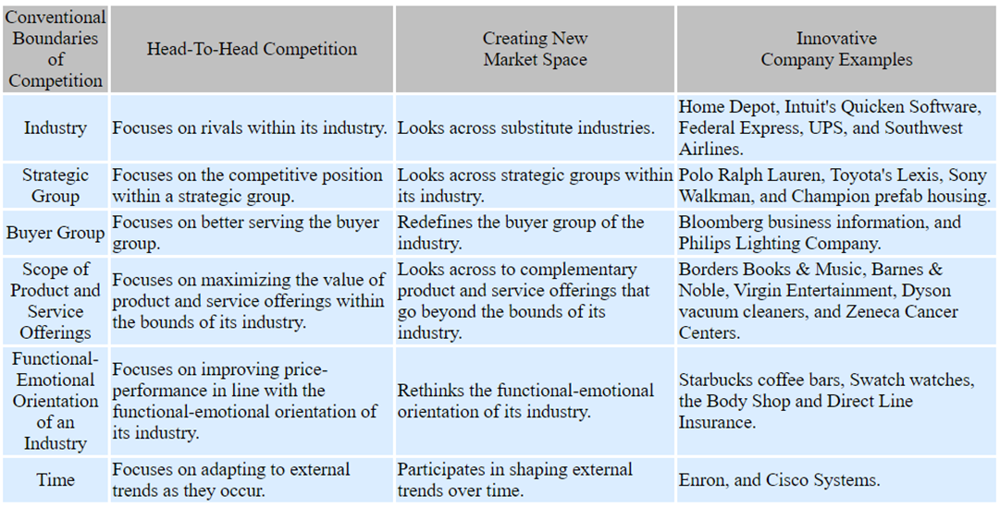 Conventional
Boundaries
of
Competition
Head-To-Head Competition
Creating New
Market Space
Innovative
Company Examples
Industry
Focuses on rivals within its industry.
Looks across substitute industries.
Home Depot, Intuit's Quicken Software,
Federal Express, UPS, and Southwest
Airlines.
Strategic
Group
Focuses on the competitive position
within a strategic group.
Looks across strategic groups within
its industry.
Polo Ralph Lauren, Toyota's Lexis, Sony
Walkman, and Champion prefab housing.
Buyer Group
Focuses on better serving the buyer
group.
Redefines the buyer group of the
industry.
Bloomberg business information, and
Philips Lighting Company.
Scope of
Product and
Service
Offerings
Focuses on maximizing the value of
product and service offerings within
the bounds of its industry.
Looks across to complementary
product and service offerings that
go beyond the bounds of its
industry.
Borders Books & Music, Barnes &
Noble, Virgin Entertainment, Dyson
vacuum cleaners, and Zeneca Cancer
Centers.
Functional-
Emotional
Orientation
of an
Industry
Focuses on improving price-
performance in line with the
functional-emotional orientation of
its industry.
Rethinks the functional-emotional
orientation of its industry.
Starbucks coffee bars, Swatch watches,
the Body Shop and Direct Line
Insurance.
Time
Focuses on adapting to external
trends as they occur.
Participates in shaping external
trends over time.
Enron, and Cisco Systems.